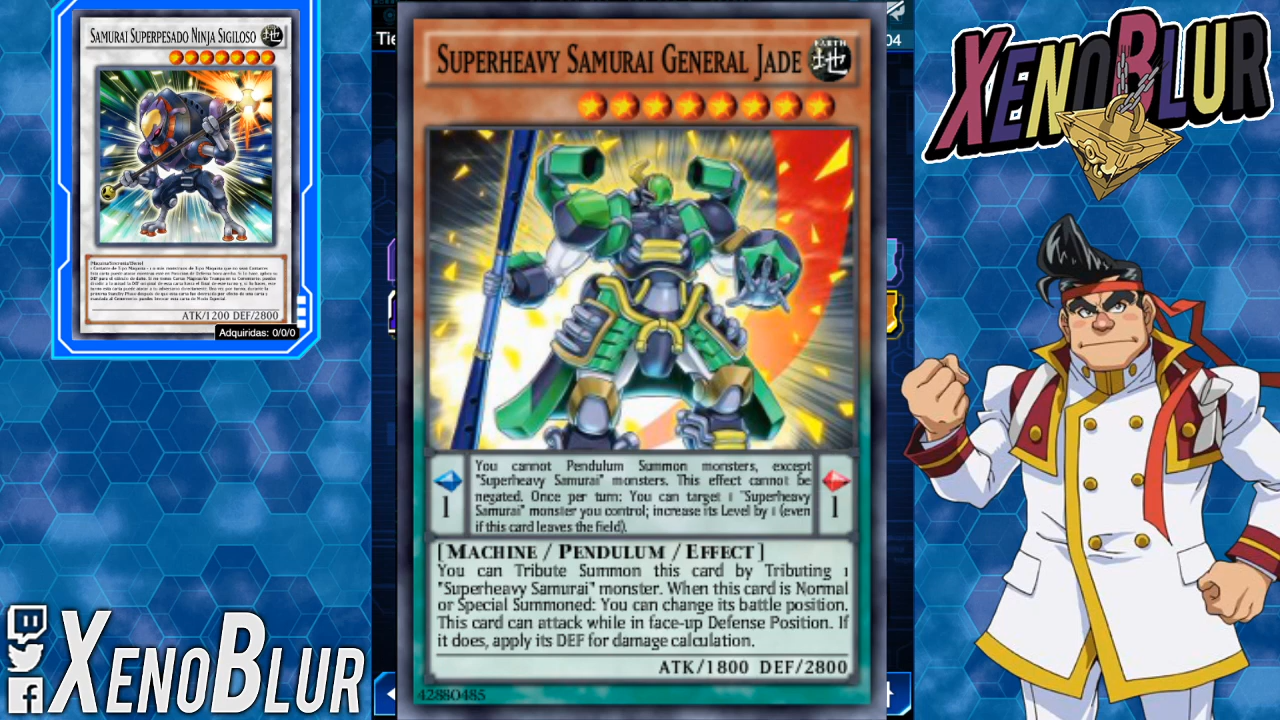 SAMURAI SUPERPESADO NINJA SIGILOSO
ATK/1200 DEF/2800
Adquiridas: 0/0/0
Tie
04
SUPERHEAVY SAMURAI GENERAL JADE
EARTH
地
You cannot Pendulum Summon monsters, except
"Superheavy Samurai" monsters. This effect cannot be
negated. Once per turn: You can target 1 "Superheavy
Samurai" monster you control; increase its Level by 1 (even
if this card leaves the field).
1
1
[MACHINE / PENDULUM / EFFECT]
You can Tribute Summon this card by Tributing 1
"Superheavy Samurai" monster. When this card is Normal
or Special Summoned: You can change its battle position.
This card can attack while in face-up Defense Position. If
it does, apply its DEF for damage calculation.
ATK/1800 DEF/2800
42880485
XENOBLUR
XENOBLUR